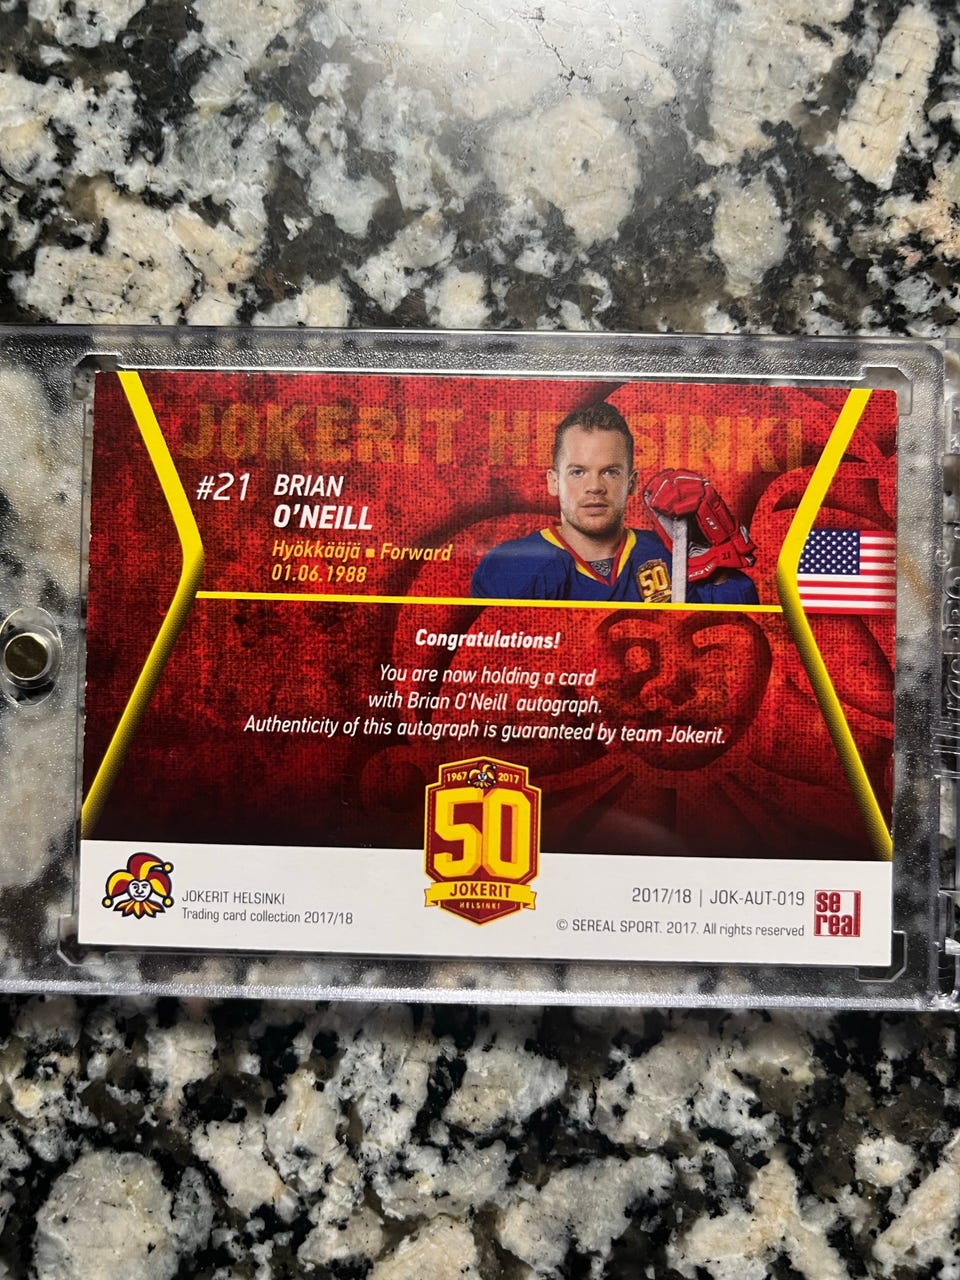 JOKERIT HELSINKI
#21 BRIAN
O'NEILL
Hyökkääjä ▪ Forward
01.06.1988
50
Congratulations!
You are now holding a card
with Brian O'Neill autograph.
Authenticity of this autograph is guaranteed by team Jokerit.
1967 2017
50
JOKERIT
HELSINKI
JOKERIT HELSINKI
Trading card collection 2017/18
2017/18 | JOK-AUT-019
© SEREAL SPORT. 2017. All rights reserved
se
real